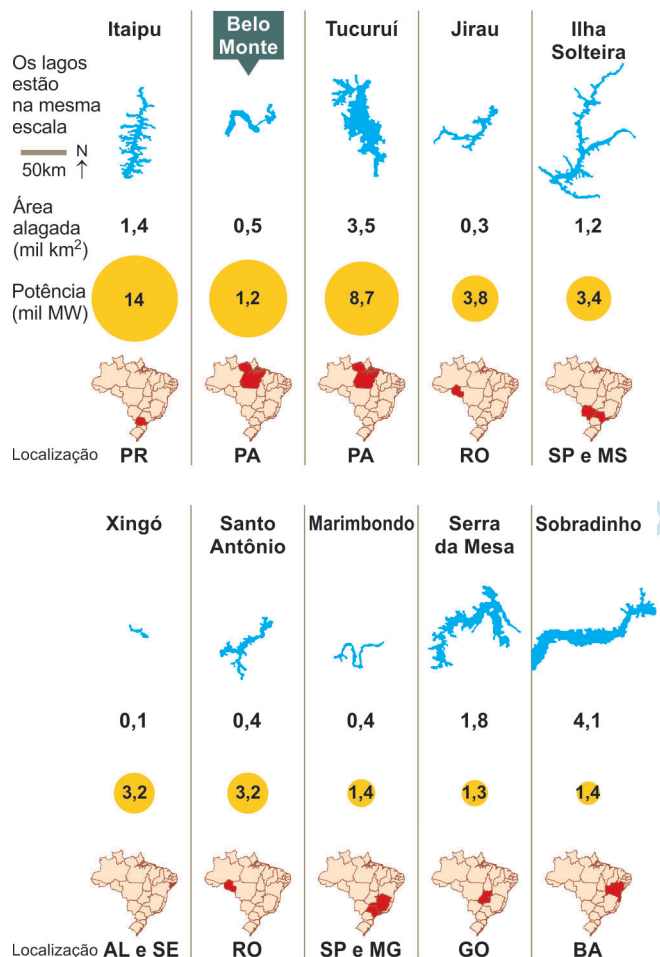 Itaipu
Belo
Monte
Tucuruí
Jirau
Ilha
Solteira
Os lagos
estão
na mesma
escala
N
50km
Área
alagada
(mil km²)
1,4
0,5
3,5
0,3
1,2
Potência
(mil MW)
14
1,2
8,7
3,8
3,4
Localização
PR
PA
PA
RO
SP e MS
Xingó
Santo
Antônio
Marimbondo
Serra
da Mesa
Sobradinho
0,1
0,4
0,4
1,8
4,1
3,2
3,2
1,4
1,3
1,4
Localização
AL e SE
RO
SP e MG
GO
BA